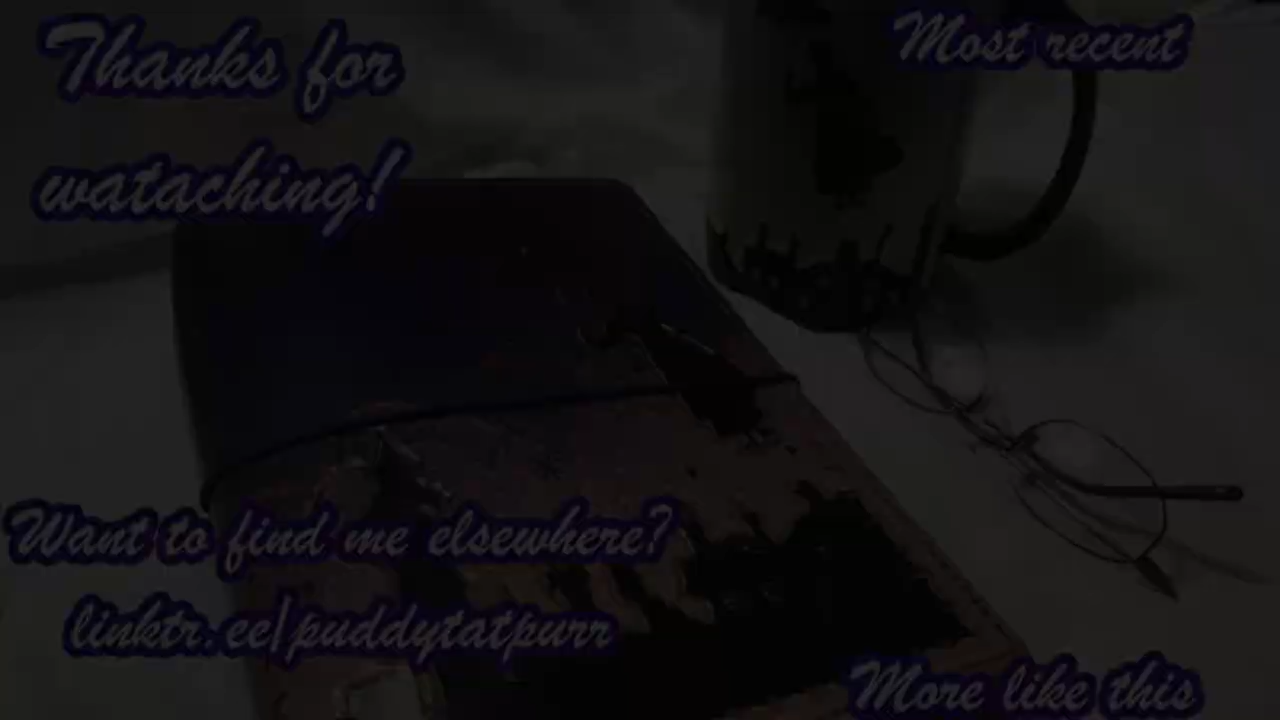 Thanks for
wataching!
Most recent
Want to find me elsewhere?
linktr.ee/puddytatpurr
More like this